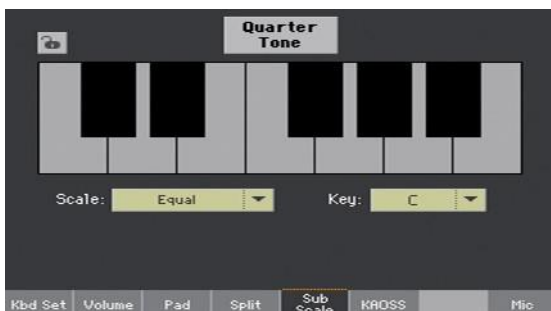 Quarter
Tone
Scale: Equal Key: C
Kbd Set Volume Pad Split Sub Scale KAOSS Mic